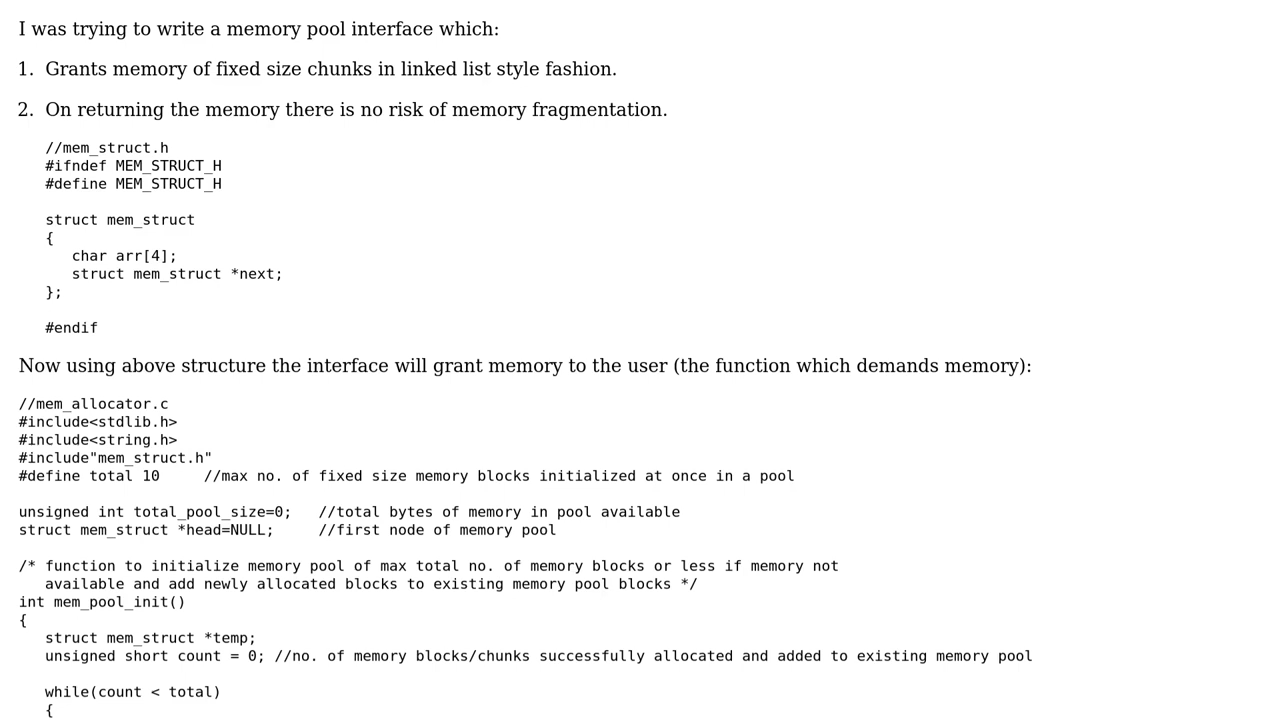 I was trying to write a memory pool interface which:
1. Grants memory of fixed size chunks in linked list style fashion.
2. On returning the memory there is no risk of memory fragmentation.
//mem_struct.h
#ifndef MEM_STRUCT_H
#define MEM_STRUCT_H
struct mem_struct
{
char arr[4];
struct mem_struct *next;
};
#endif
Now using above structure the interface will grant memory to the user (the function which demands memory):
//mem_allocator.c
#include<stdlib.h>
#include<string.h>
#include"mem_struct.h"
#define total 10     //max no. of fixed size memory blocks initialized at once in a pool
unsigned int total_pool_size=0;   //total bytes of memory in pool available
struct mem_struct *head=NULL;     //first node of memory pool
/* function to initialize memory pool of max total no. of memory blocks or less if memory not
available and add newly allocated blocks to existing memory pool blocks */
int mem_pool_init()
{
struct mem_struct *temp;
unsigned short count = 0; //no. of memory blocks/chunks successfully allocated and added to existing memory pool
while(count < total)
{